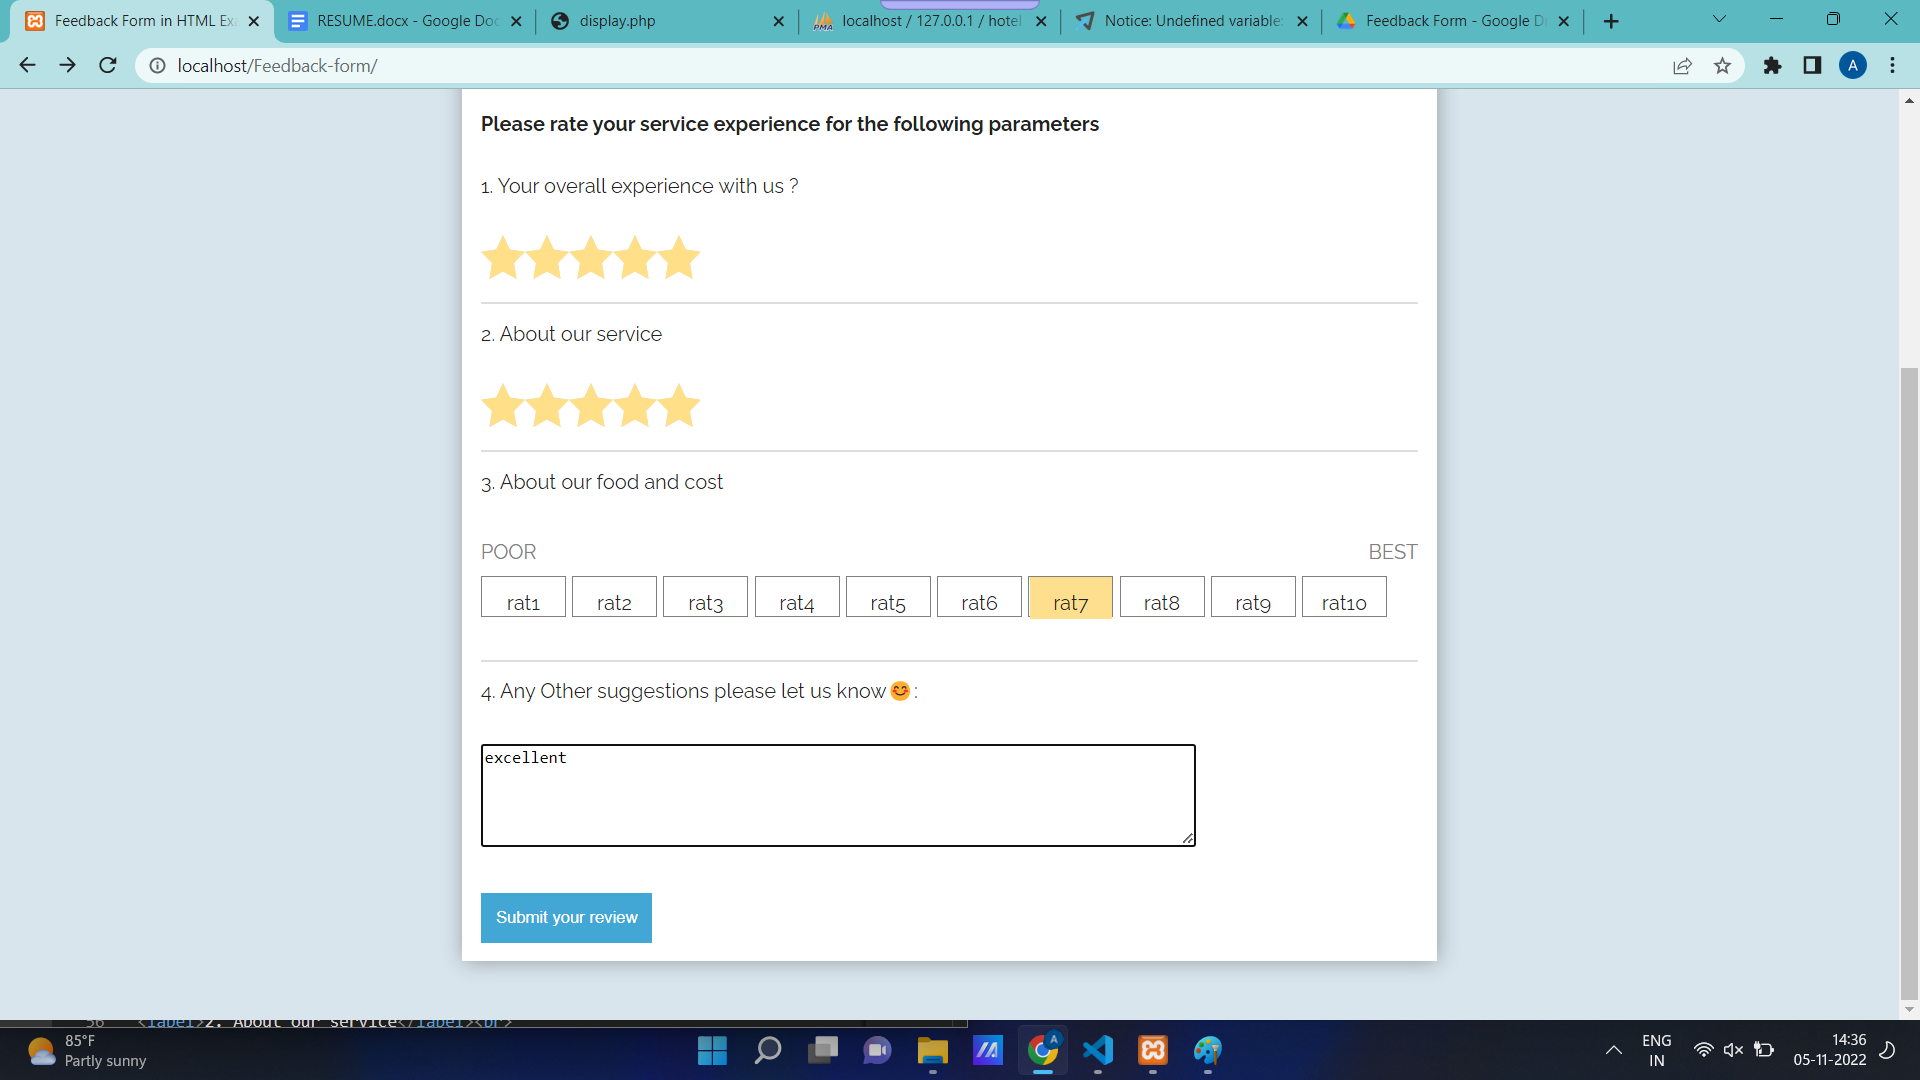 Feedback Form in HTML Ex
RESUME.docx - Google Doc
display.php
localhost / 127.0.0.1 / hotel
Notice: Undefined variable:
Feedback Form - Google Dr
localhost/Feedback-form/
A
Please rate your service experience for the following parameters
1. Your overall experience with us ?
2. About our service
3. About our food and cost
POOR
BEST
rat1
rat2
rat3
rat4
rat5
rat6
rat7
rat8
rat9
rat10
4. Any Other suggestions please let us know😊:
excellent
Submit your review
56 <label>2. About our service</label><br>
85°F
Partly sunny
A
ENG
IN
14:36
05-11-2022